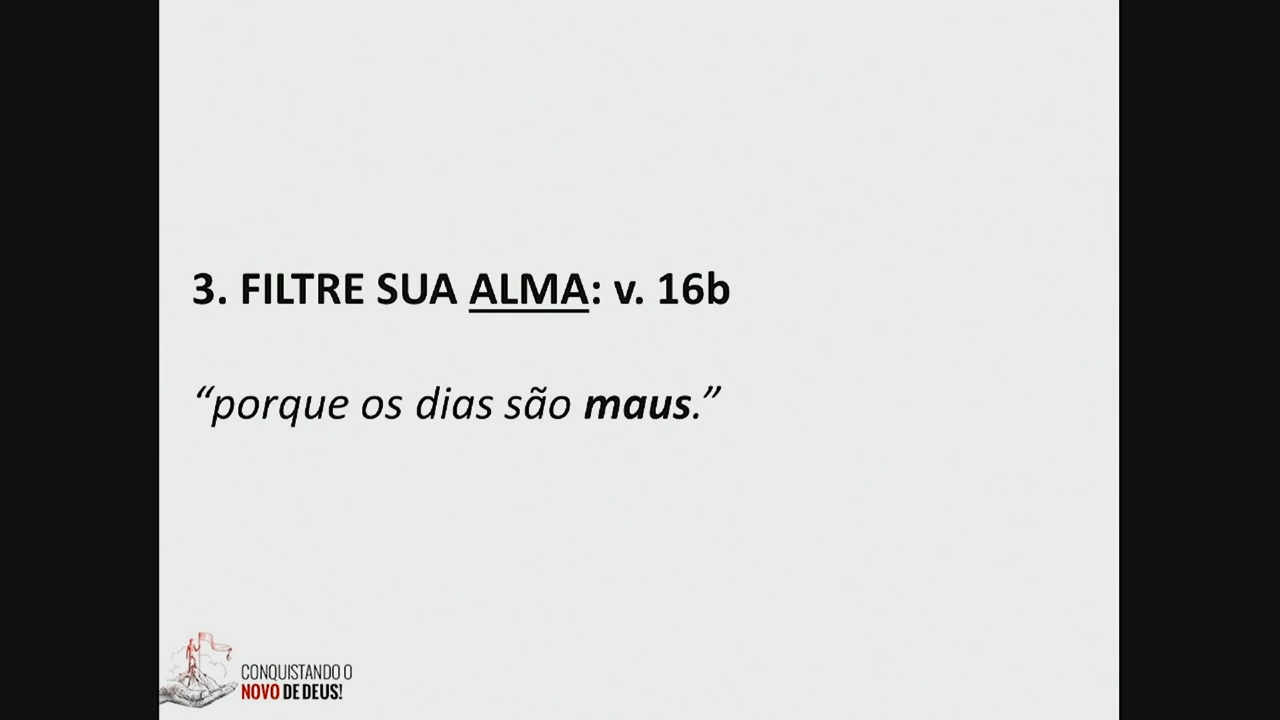 3. FILTRE SUA ALMA: v. 16b
“porque os dias são maus.”
CONQUISTANDO O
NOVO DE DEUS!